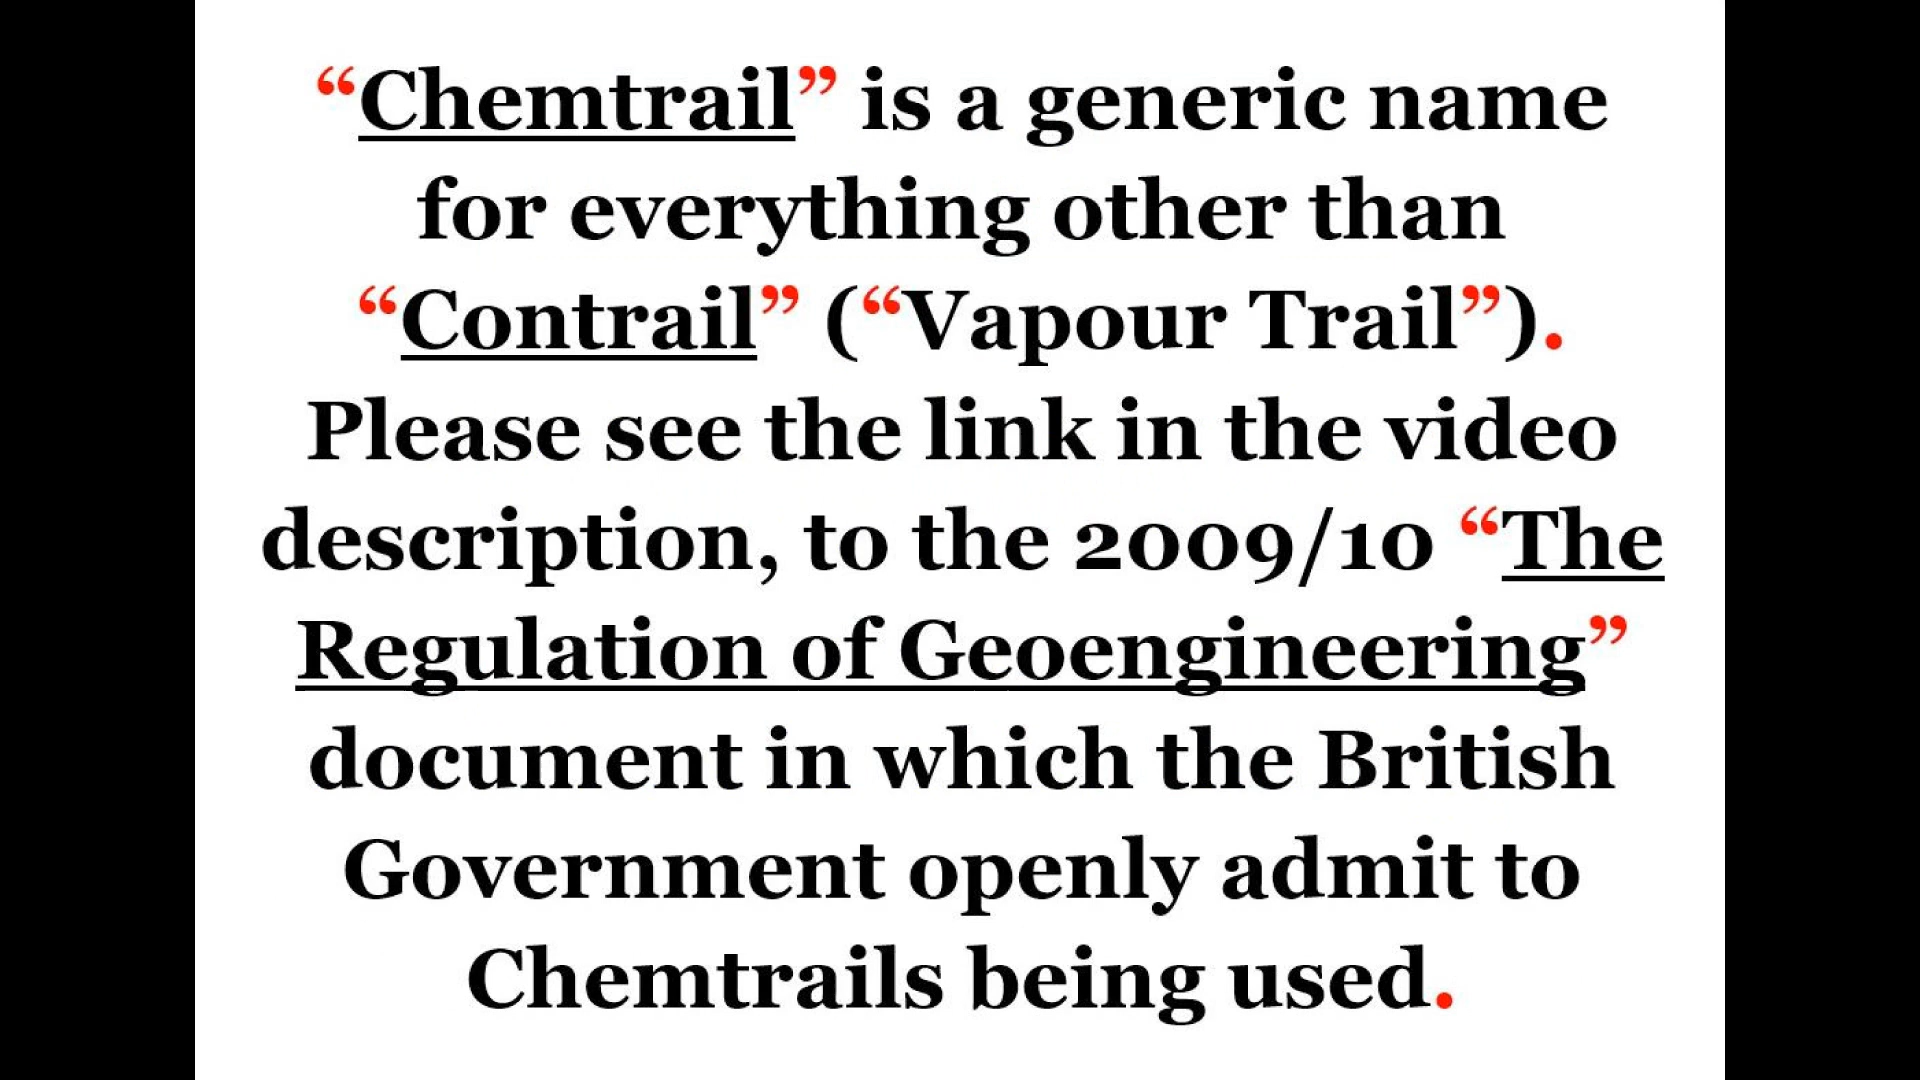 “Chemtrail” is a generic name
for everything other than
“Contrail” (“Vapour Trail”).
Please see the link in the video
description, to the 2009/10 “The
Regulation of Geoengineering”
document in which the British
Government openly admit to
Chemtrails being used.